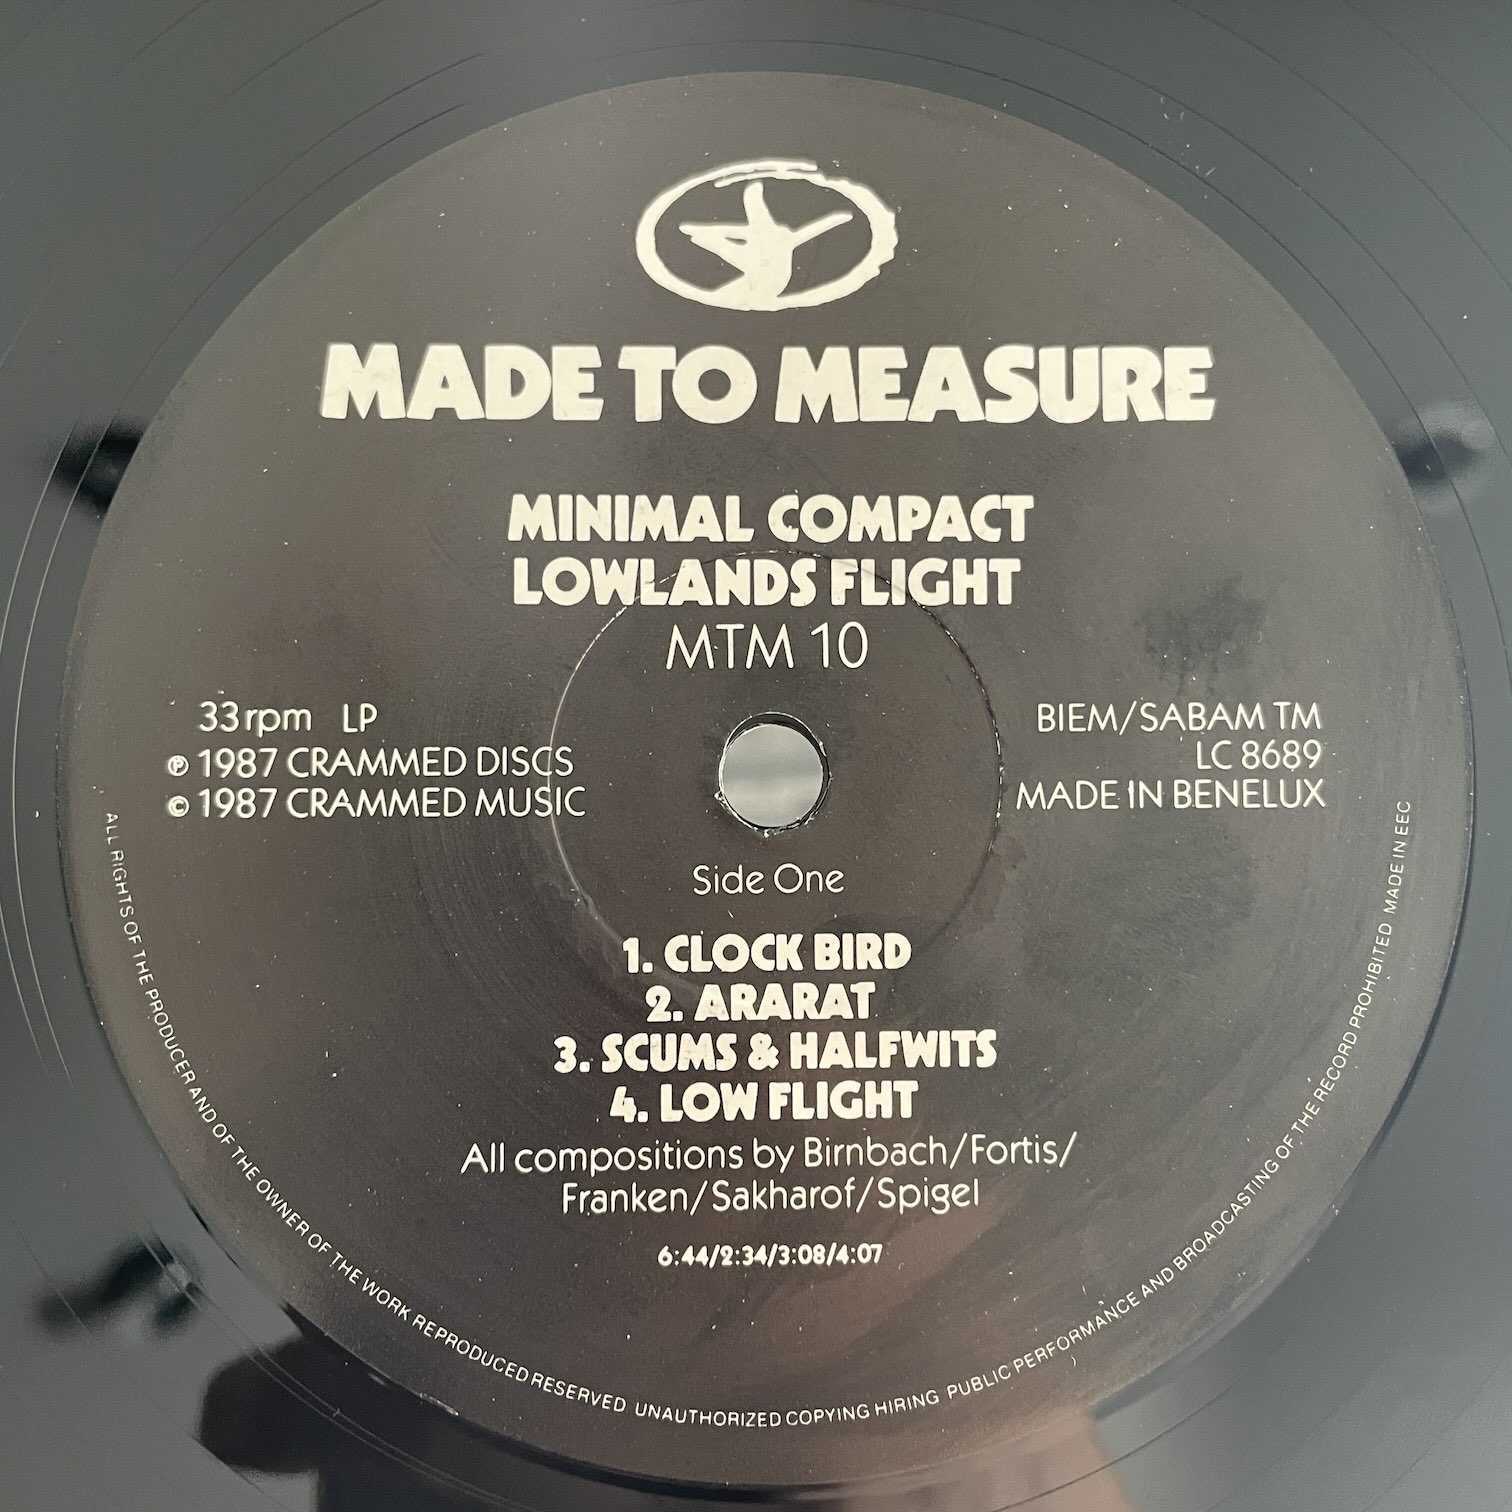 MADE TO MEASURE
MINIMAL COMPACT
LOWLANDS FLIGHT
MTM 10
33 rpm LP
℗ 1987 CRAMMED DISCS
© 1987 CRAMMED MUSIC
BIEM/SABAM TM
LC 8689
MADE IN BENELUX
Side One
1. CLOCK BIRD
2. ARARAT
3. SCUMS & HALFWITS
4. LOW FLIGHT
All compositions by Birnbach/Fortis/
Franken/Sakharof/Spigel
6:44/2:34/3:08/4:07
ALL RIGHTS OF THE PRODUCER AND OF THE OWNER OF THE WORK REPRODUCED RESERVED UNAUTHORIZED COPYING HIRING PUBLIC PERFORMANCE AND BROADCASTING OF THE RECORD PROHIBITED MADE IN EEC